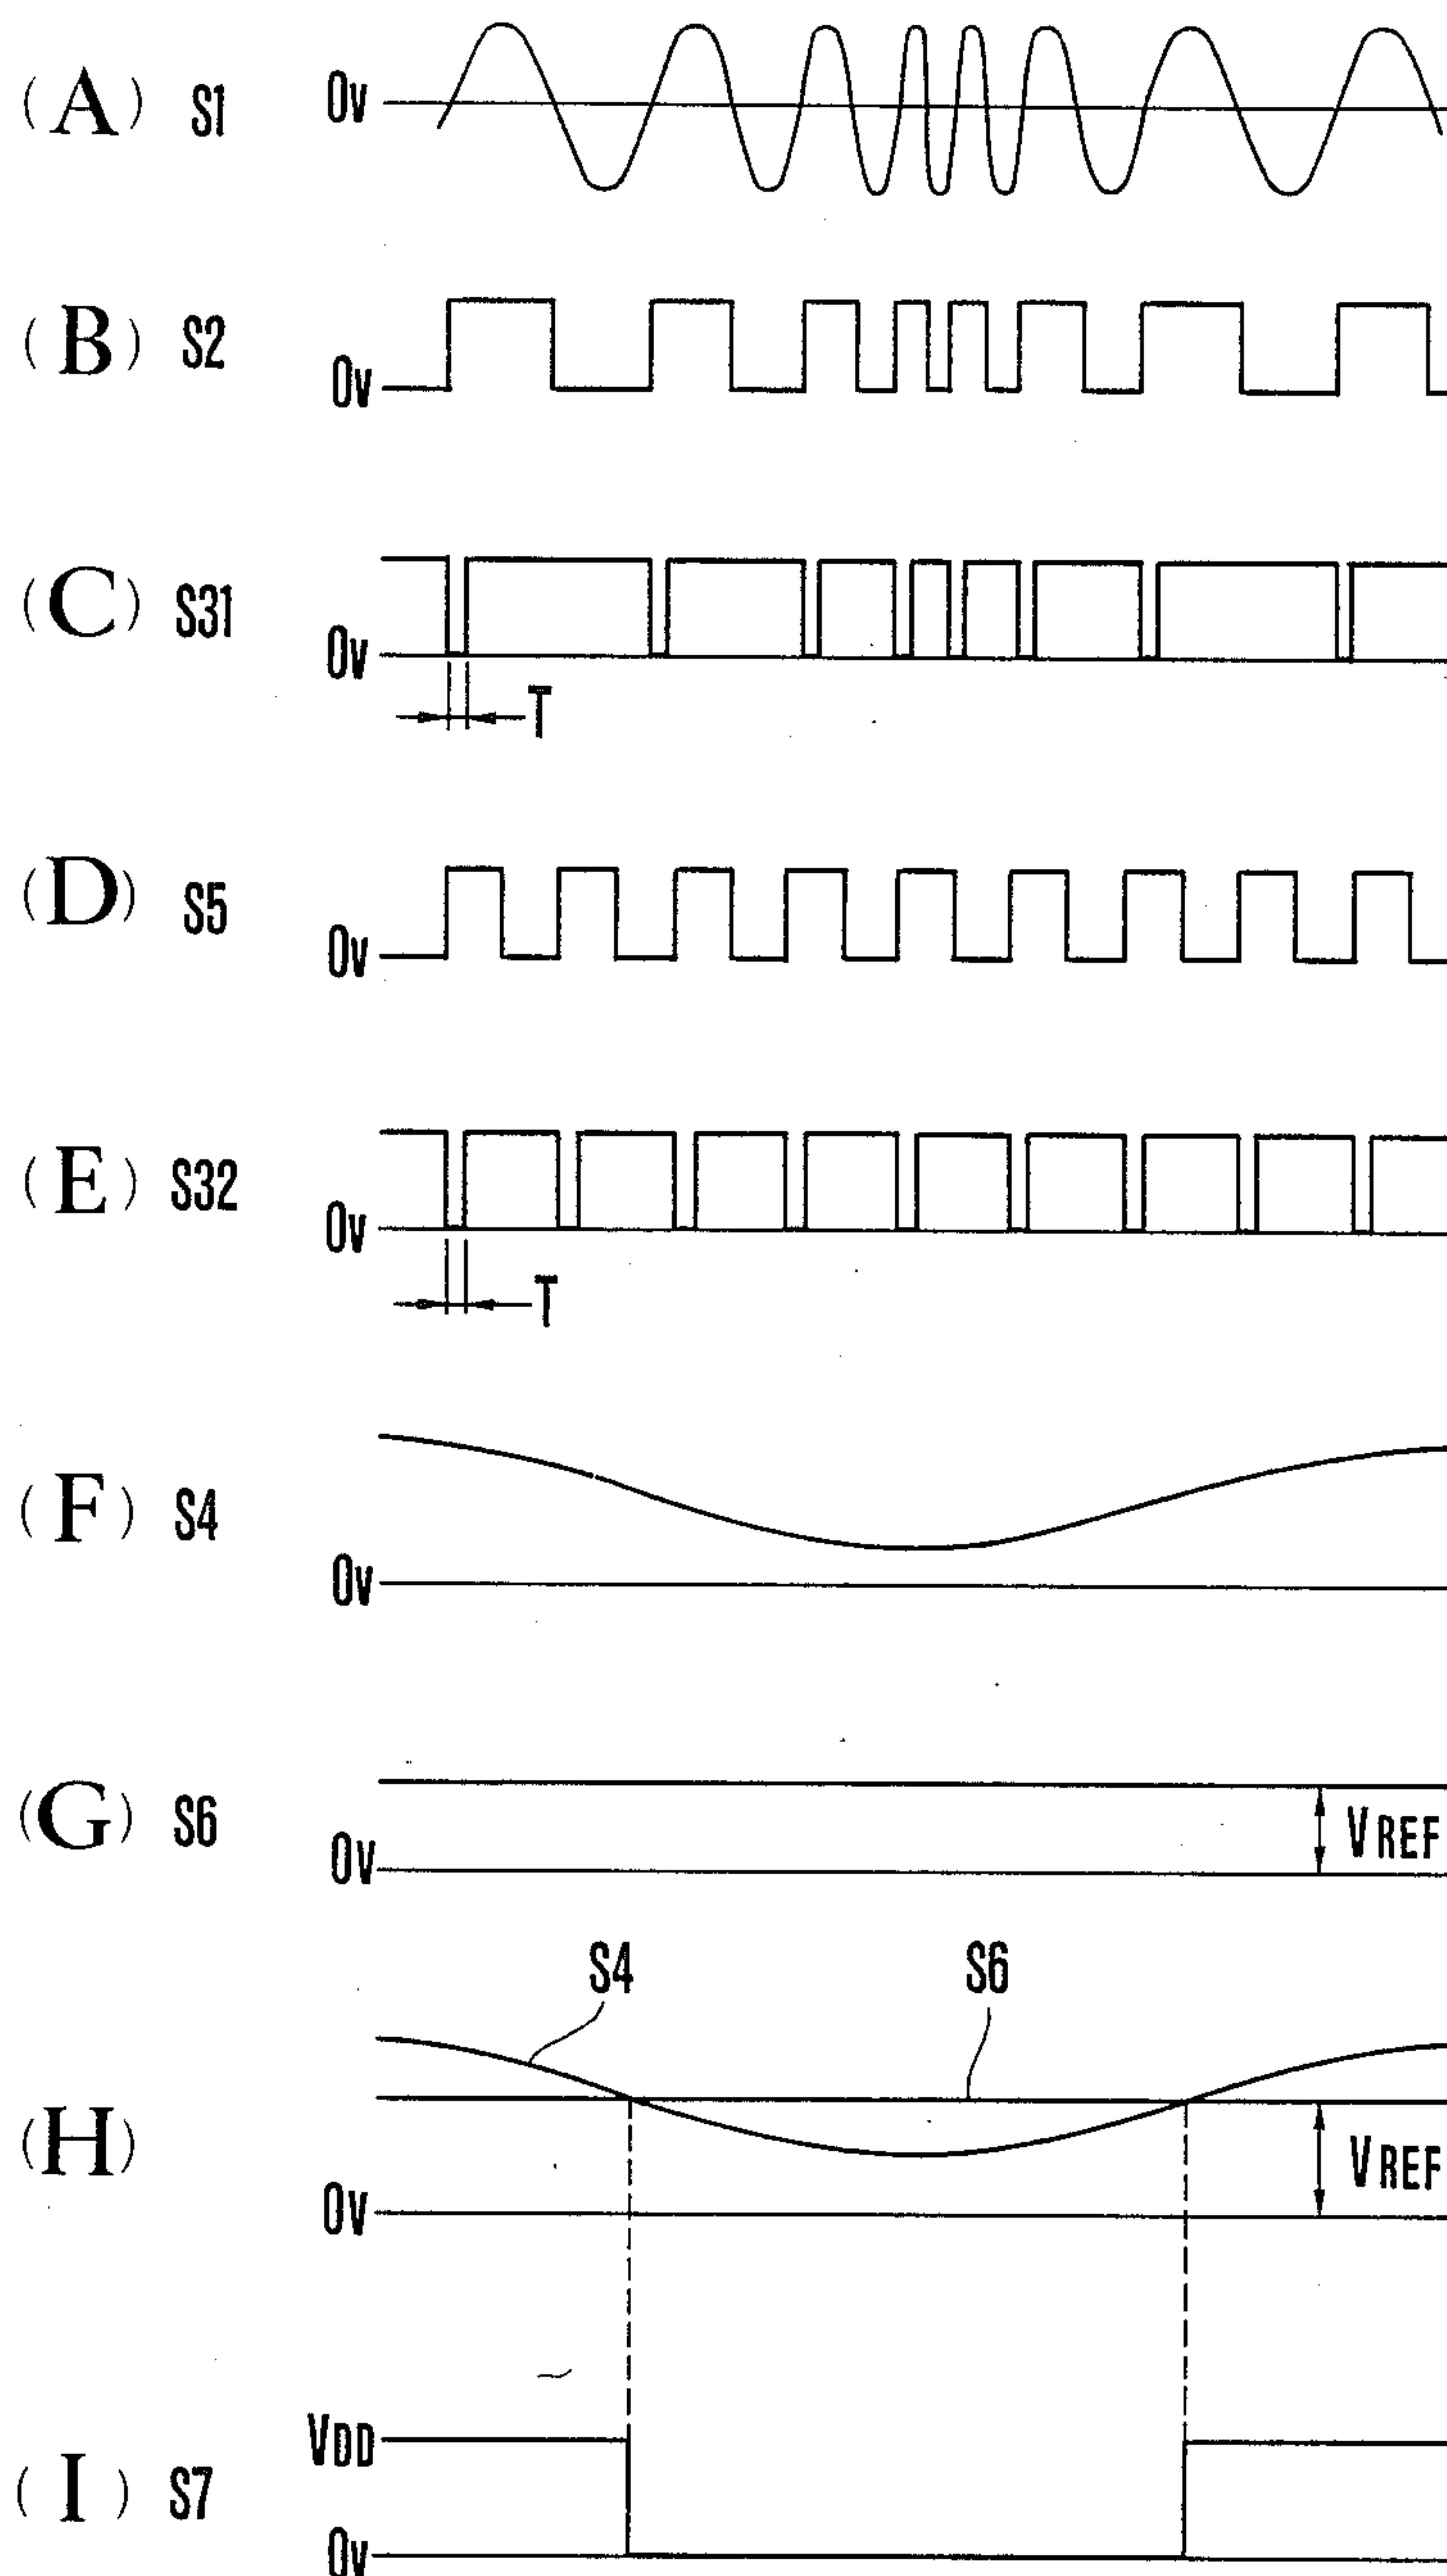 (A) S1 0V
(B) S2 0V
(C) S31 0V
T
(D) S5 0V
(E) S32 0V
T
(F) S4 0V
(G) S6 0V VREF
S4 S6
(H) 0V VREF
VDD
(I) S7
0V